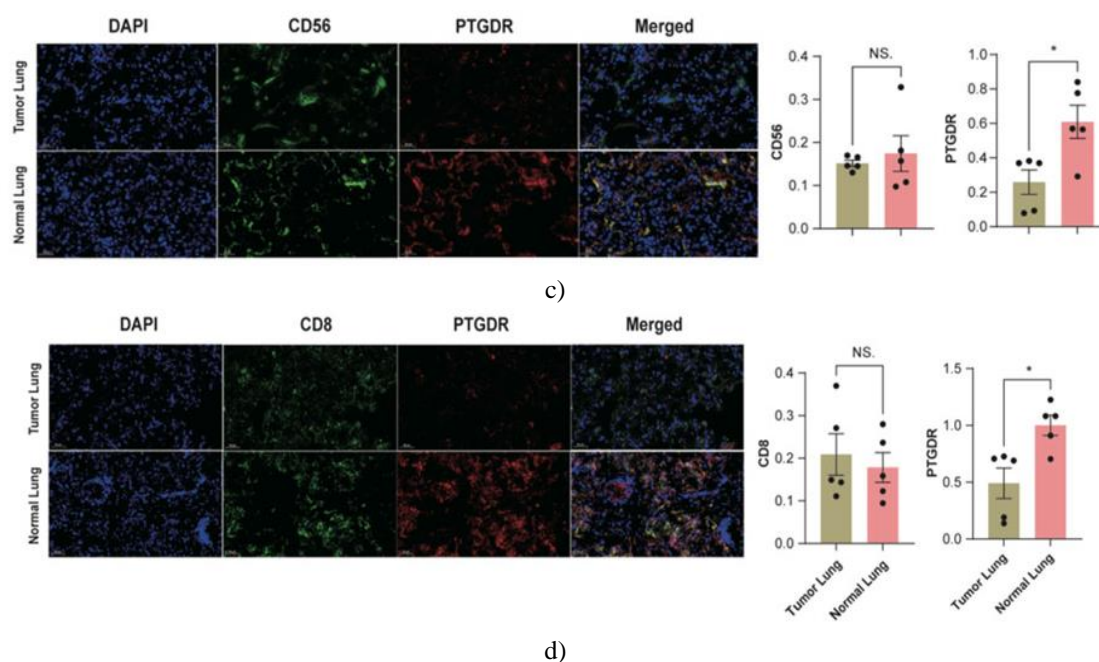 DAPI CD56 PTGDR Merged
Tumor Lung
Normal Lung
CD56
0.4
0.3
0.2
0.1
0.0
NS.
PTGDR
1.0
0.8
0.6
0.4
0.2
0.0
*
c)
DAPI CD8 PTGDR Merged
Tumor Lung
Normal Lung
CD8
0.4
0.3
0.2
0.1
0.0
NS.
Tumor Lung
Normal Lung
PTGDR
1.5
1.0
0.5
0.0
*
Tumor Lung
Normal Lung
d)